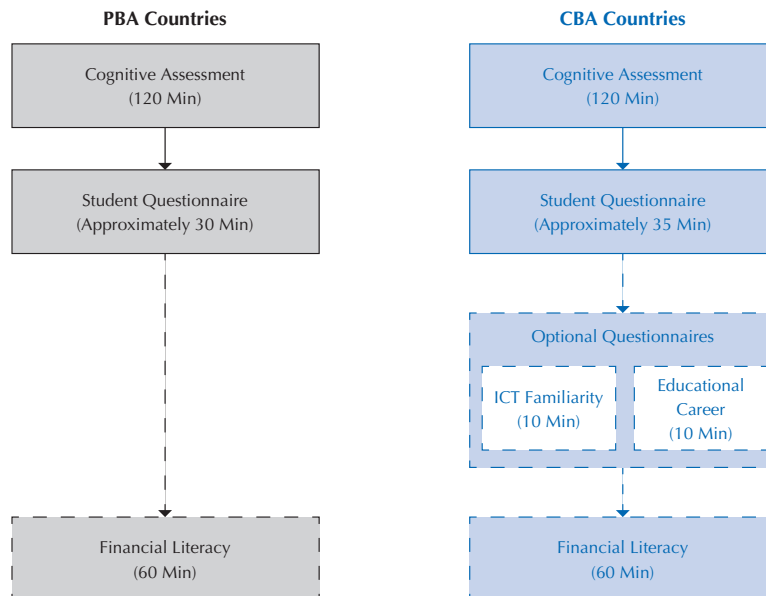 PBA Countries
Cognitive Assessment
(120 Min)
Student Questionnaire
(Approximately 30 Min)
Financial Literacy
(60 Min)
CBA Countries
Cognitive Assessment
(120 Min)
Student Questionnaire
(Approximately 35 Min)
Optional Questionnaires
ICT Familiarity
(10 Min)
Educational
Career
(10 Min)
Financial Literacy
(60 Min)